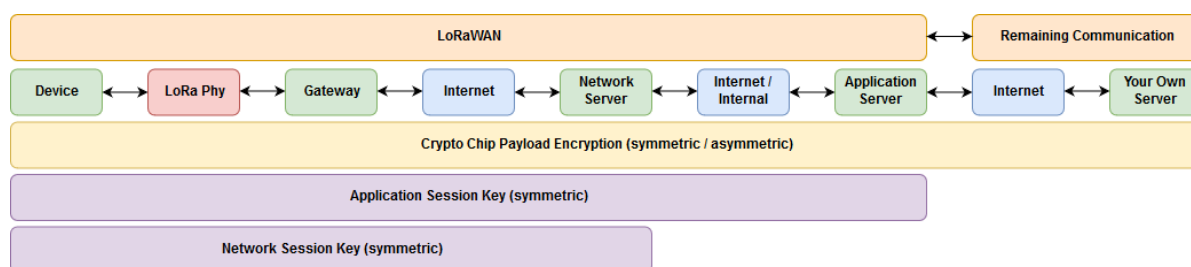 LoRaWAN
Remaining Communication
Device
LoRa Phy
Gateway
Internet
Network
Server
Internet /
Internal
Application
Server
Internet
Your Own
Server
Crypto Chip Payload Encryption (symmetric / asymmetric)
Application Session Key (symmetric)
Network Session Key (symmetric)